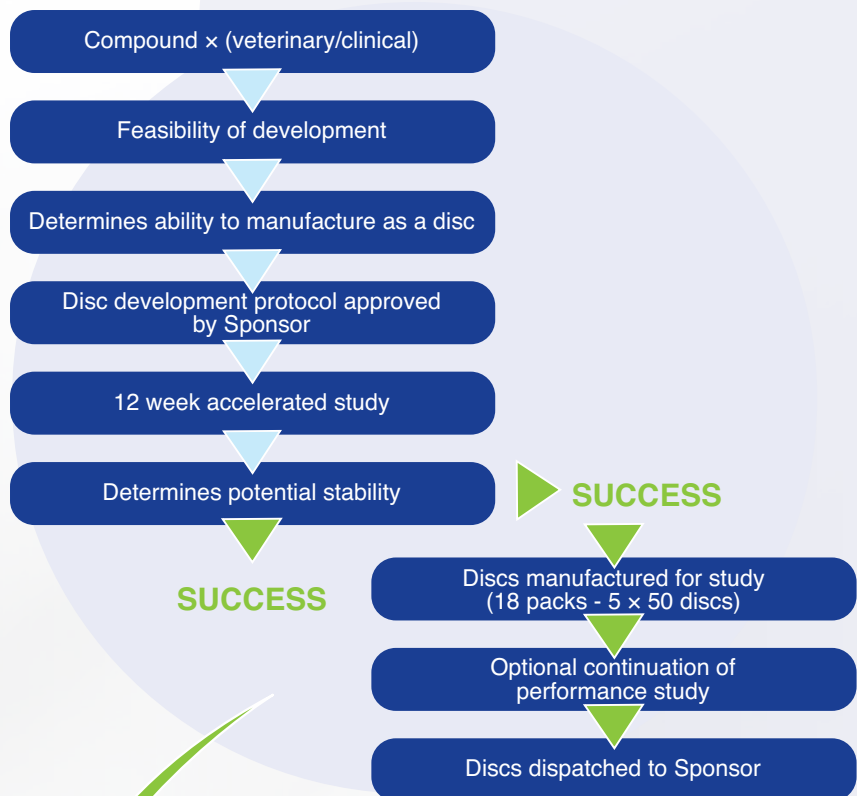 Compound × (veterinary/clinical)
Feasibility of development
Determines ability to manufacture as a disc
Disc development protocol approved
by Sponsor
12 week accelerated study
Determines potential stability
SUCCESS
SUCCESS
Discs manufactured for study
(18 packs - 5 × 50 discs)
Optional continuation of
performance study
Discs dispatched to Sponsor